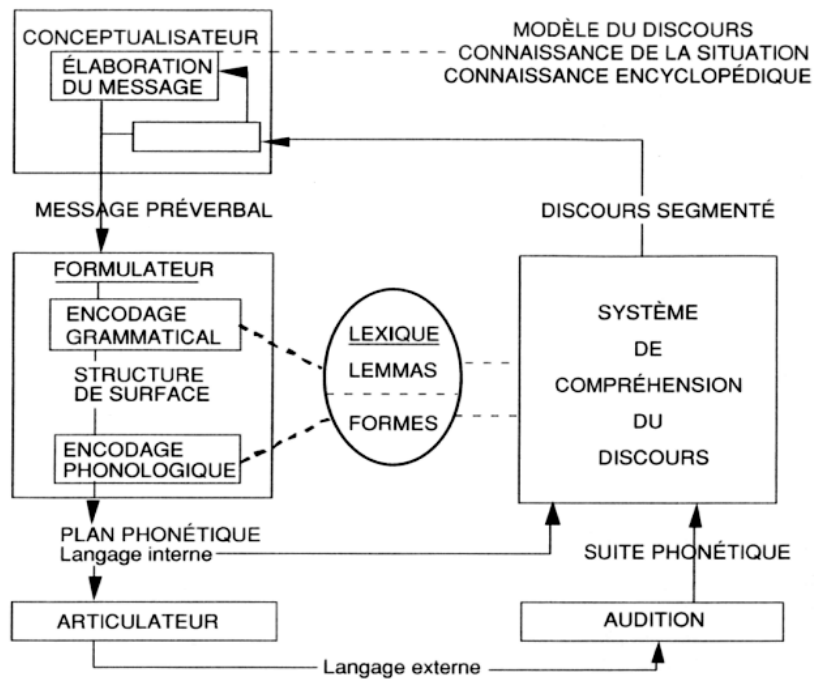 CONCEPTUALISATEUR
ÉLABORATION
DU MESSAGE
MODÈLE DU DISCOURS
CONNAISSANCE DE LA SITUATION
CONNAISSANCE ENCYCLOPÉDIQUE
MESSAGE PRÉVERBAL
DISCOURS SEGMENTÉ
FORMULATEUR
ENCODAGE
GRAMMATICAL
STRUCTURE
DE SURFACE
ENCODAGE
PHONOLOGIQUE
LEXIQUE
LEMMAS
FORMES
SYSTÈME
DE
COMPRÉHENSION
DU
DISCOURS
PLAN PHONÉTIQUE
Langage interne
SUITE PHONÉTIQUE
ARTICULATEUR
AUDITION
Langage externe